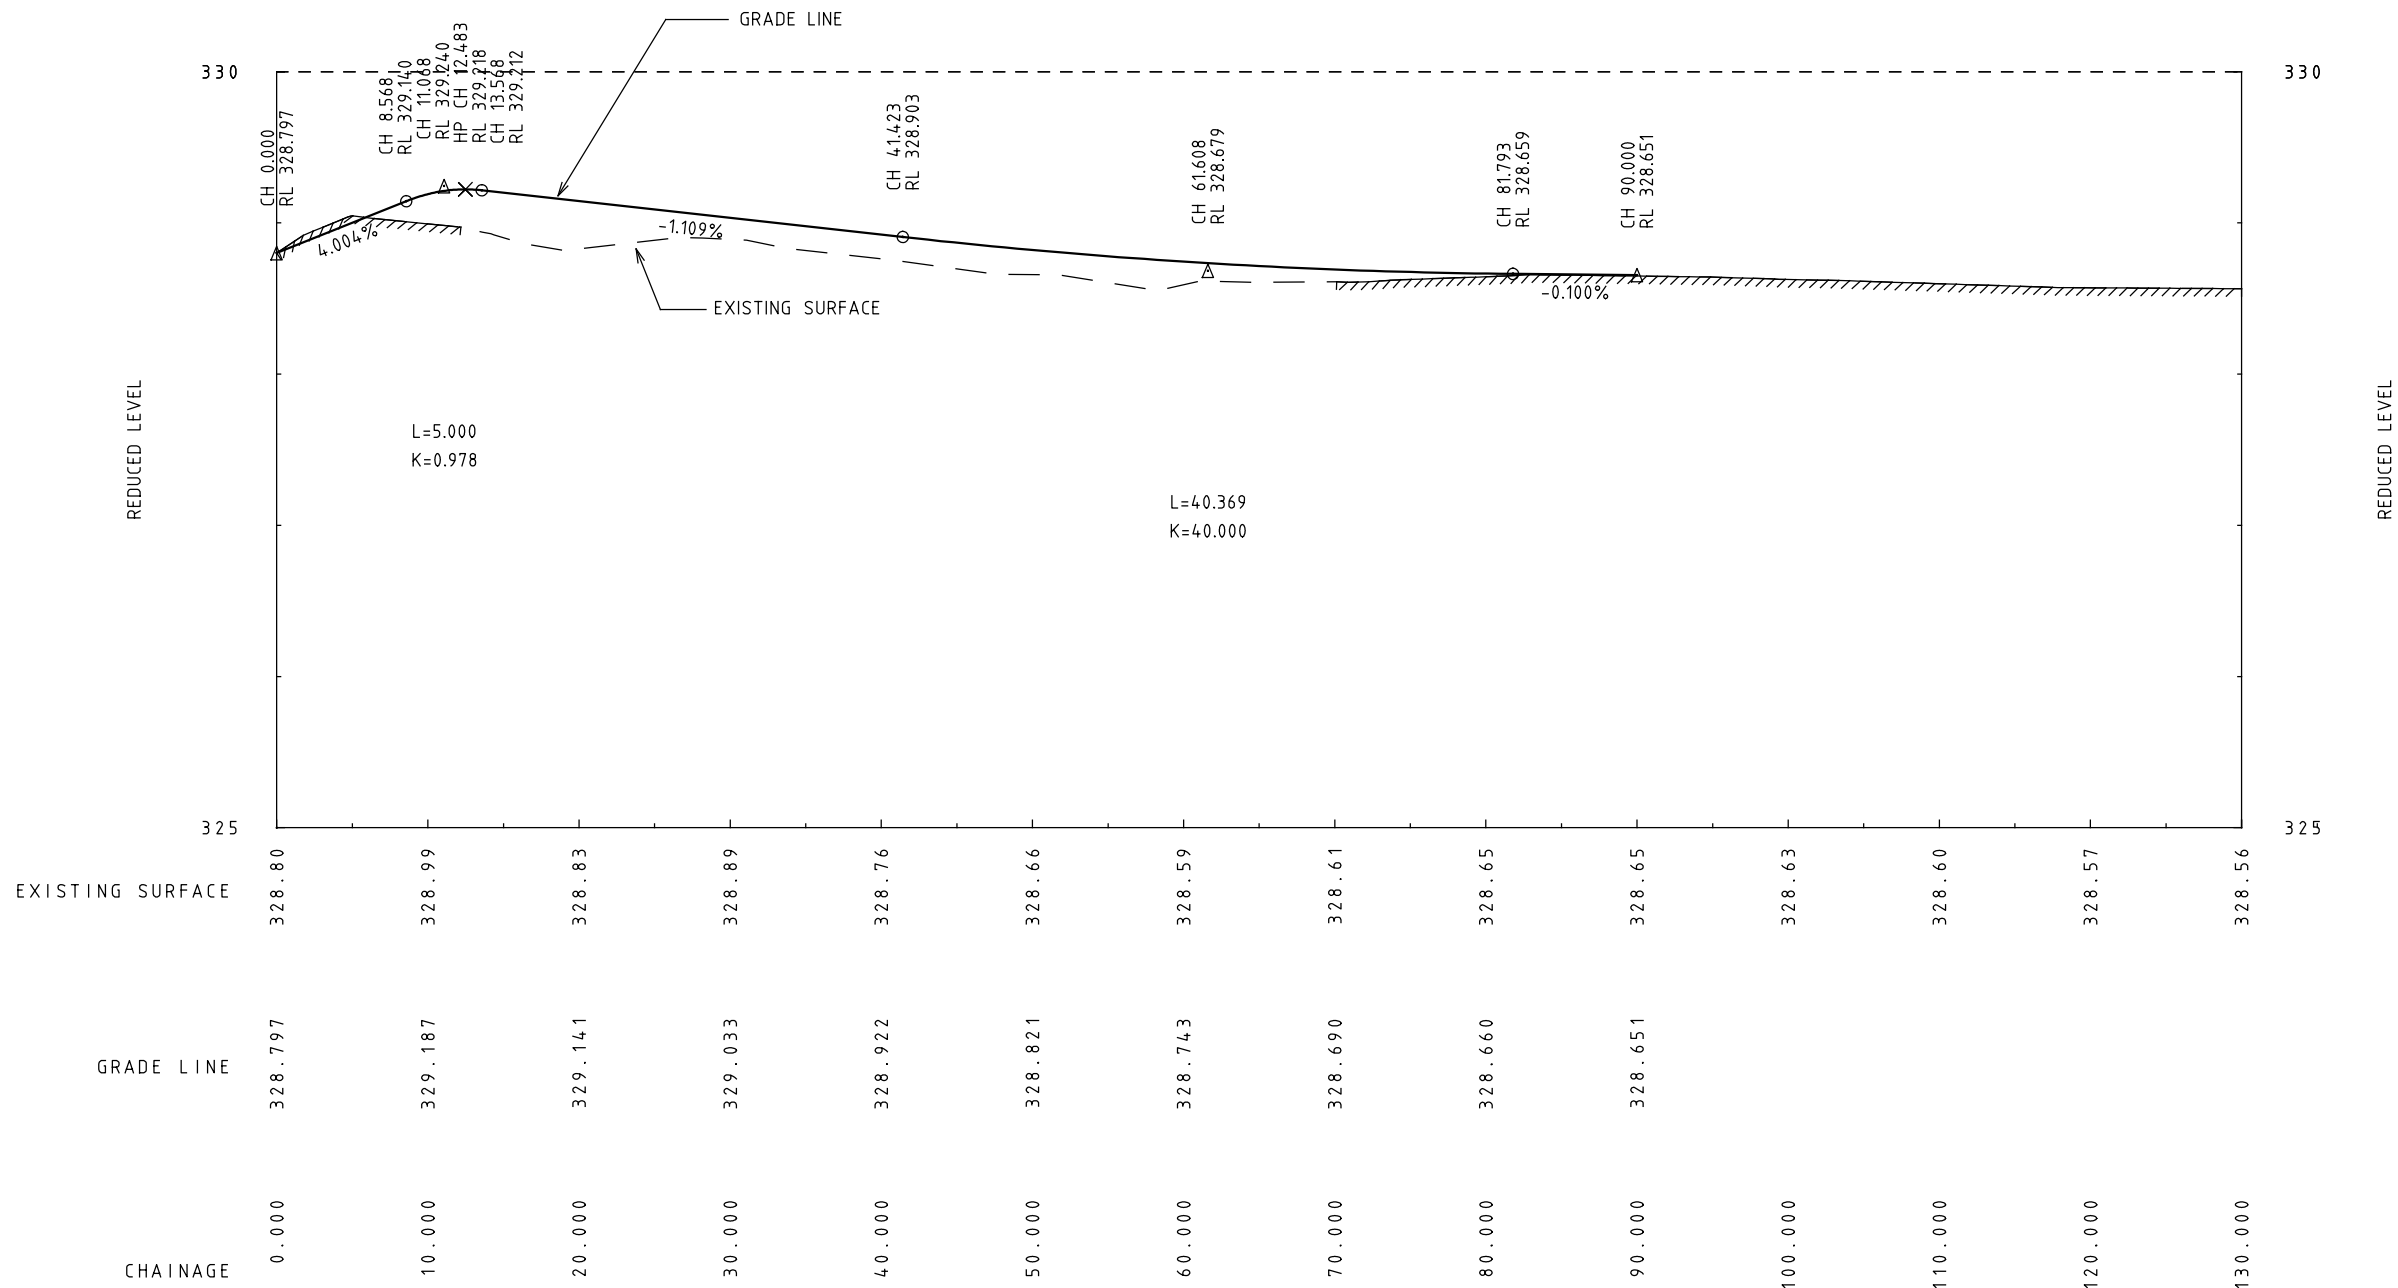 GRADE LINE
330
330
CH 0.000
RL 328.797
CH 8.568
RL 329.140
CH 11.068
RL 329.240
HP CH 12.483
RL 329.218
CH 13.568
RL 329.212
CH 41.423
RL 328.903
CH 61.608
RL 328.679
CH 81.793
RL 328.659
CH 90.000
RL 328.651
4.004%
-1.109%
-0.100%
EXISTING SURFACE
REDUCED LEVEL
REDUCED LEVEL
L=5.000
K=0.978
L=40.369
K=40.000
325
325
EXISTING SURFACE 328.80 328.99 328.83 328.89 328.76 328.66 328.59 328.61 328.65 328.65 328.63 328.60 328.57 328.56
GRADE LINE 328.797 329.187 329.141 329.033 328.922 328.821 328.743 328.690 328.660 328.651
CHAINAGE 0.000 10.000 20.000 30.000 40.000 50.000 60.000 70.000 80.000 90.000 100.000 110.000 120.000 130.000